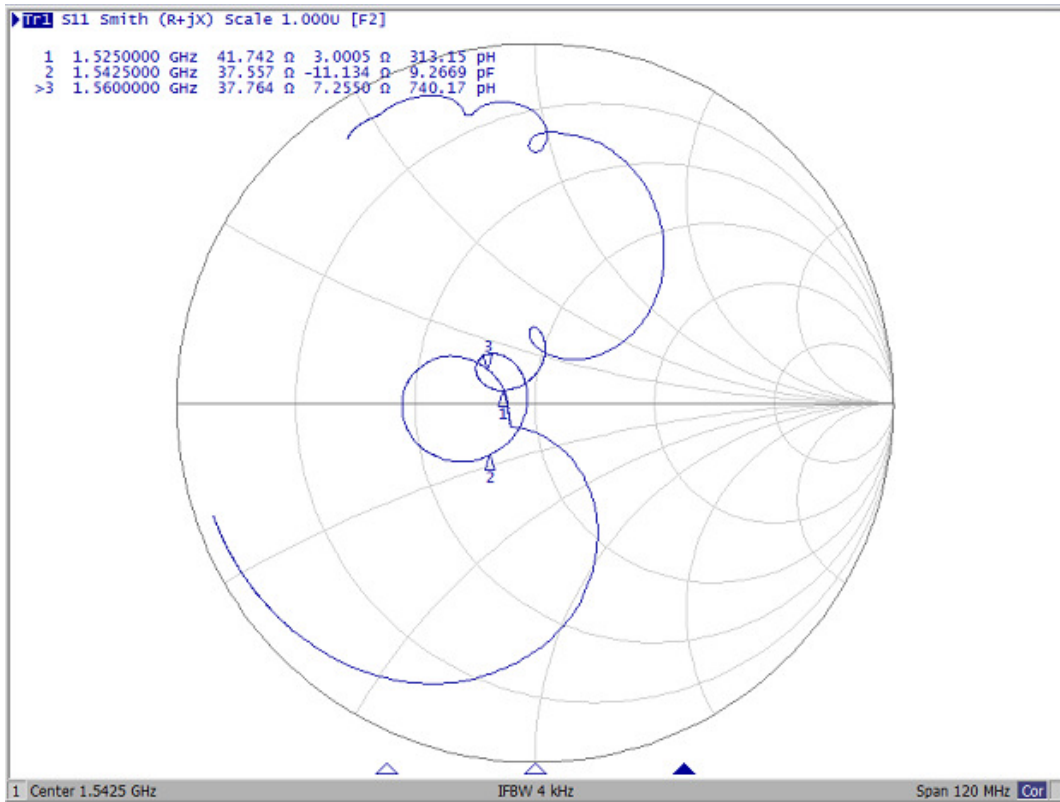 Tr1 S11 Smith (R+jX) Scale 1.000U [F2]
1 1.5250000 GHz 41.742 Ω 3.0005 Ω 313.15 pH
2 1.5425000 GHz 37.557 Ω -11.134 Ω 9.2669 pF
>3 1.5600000 GHz 37.764 Ω 7.2550 Ω 740.17 pH
3
1
2
1 Center 1.5425 GHz IFBW 4 kHz Span 120 MHz Cor